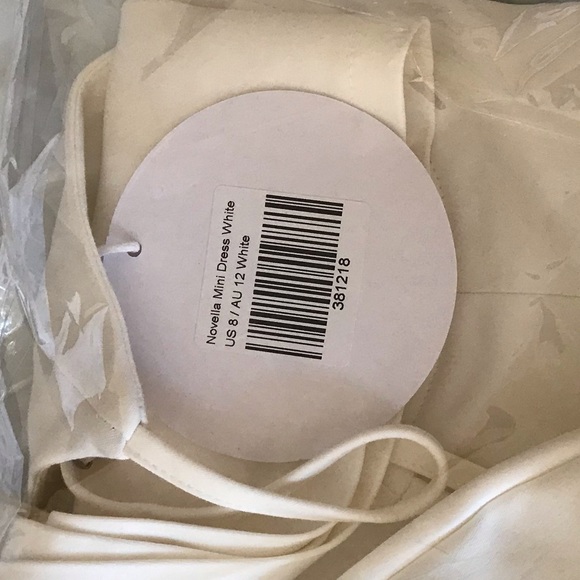 Novella Mini Dress White
US 8 / AU 12 White
381218